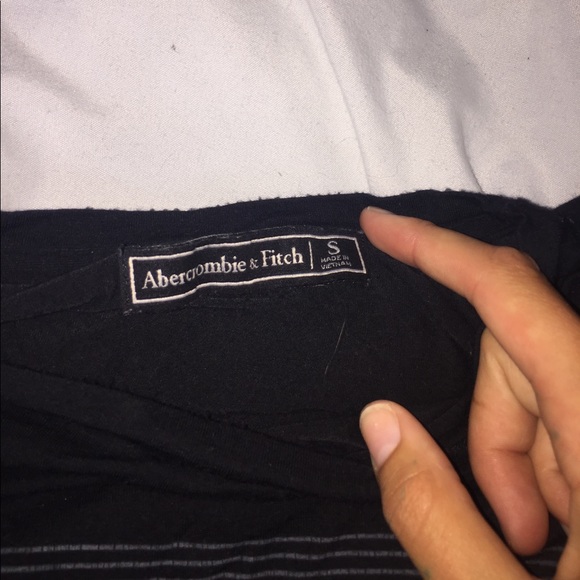 Abercrombie & Fitch
S
MADE IN
VIETNAM